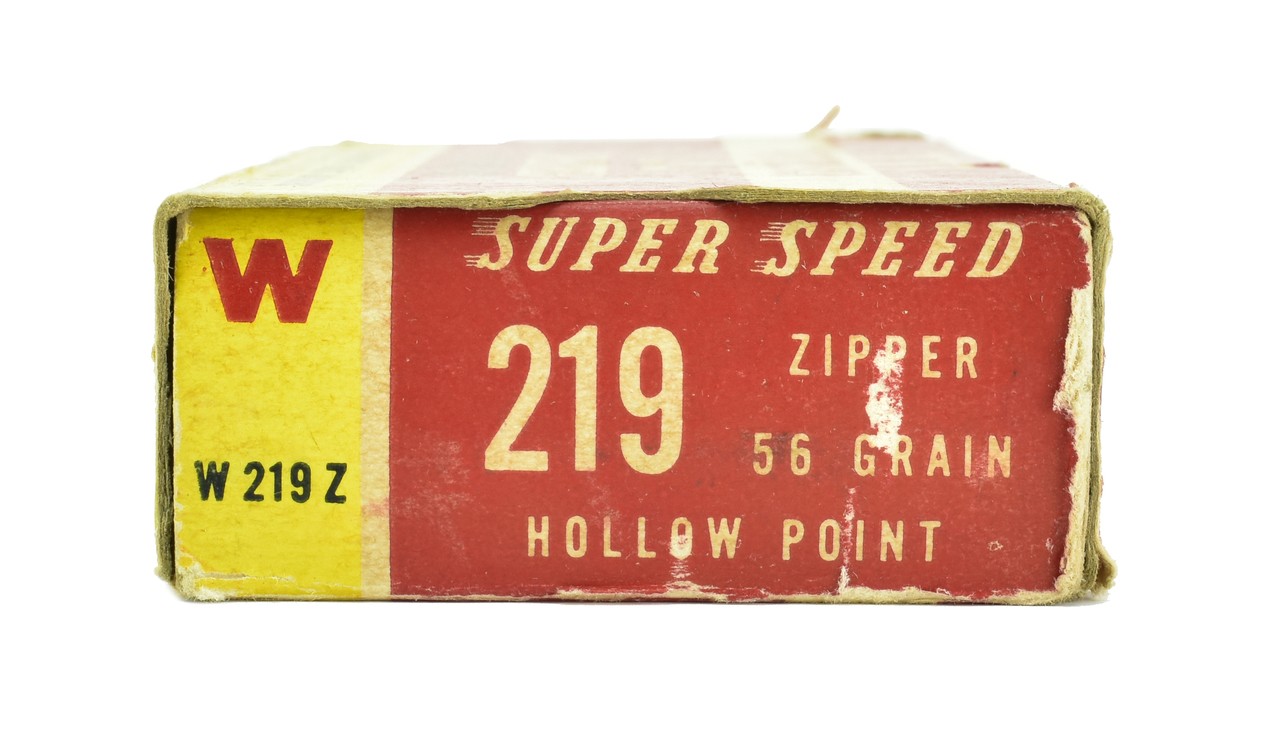 W
W 219 Z
SUPER SPEED
219
ZIPPER
56 GRAIN
HOLLOW POINT